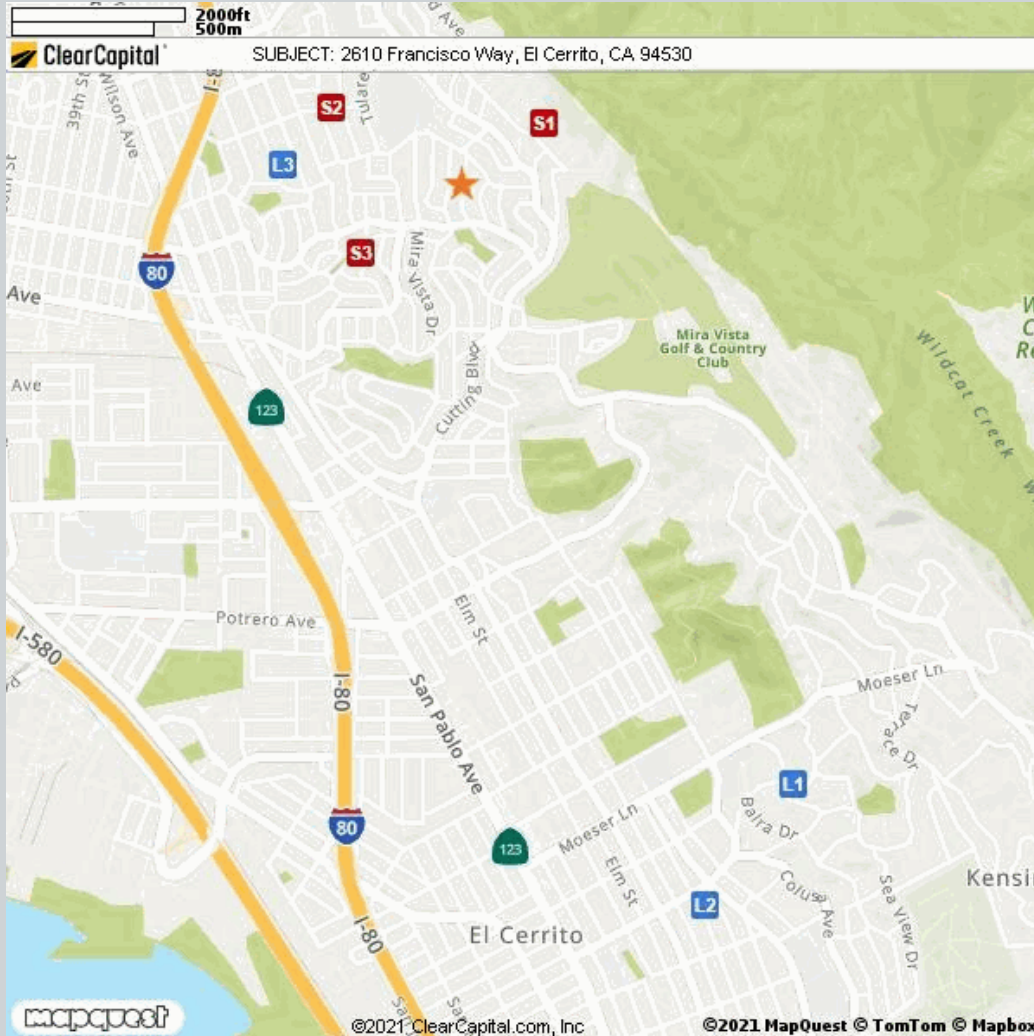 2000ft
500m
ClearCapital
SUBJECT: 2610 Francisco Way, El Cerrito, CA 94530
39th St
Wilson Ave
I-8
S2
Tulare
S1
L3
S3
Mira Vista Dr
80
Ave
Mira Vista
Golf & Country
Club
Wildcat Creek
Ave
123
Cutting Blvd
Elm St
Potrero Ave
I-580
I-80
San Pablo Ave
Moeser Ln
Terrace Dr
L1
80
Moeser Ln
Balra Dr
123
Elm St
Colusa Ave
Sea View Dr
Kensi
L2
I-80
El Cerrito
mapquest
©2021 ClearCapital.com, Inc
©2021 MapQuest © TomTom © Mapbo